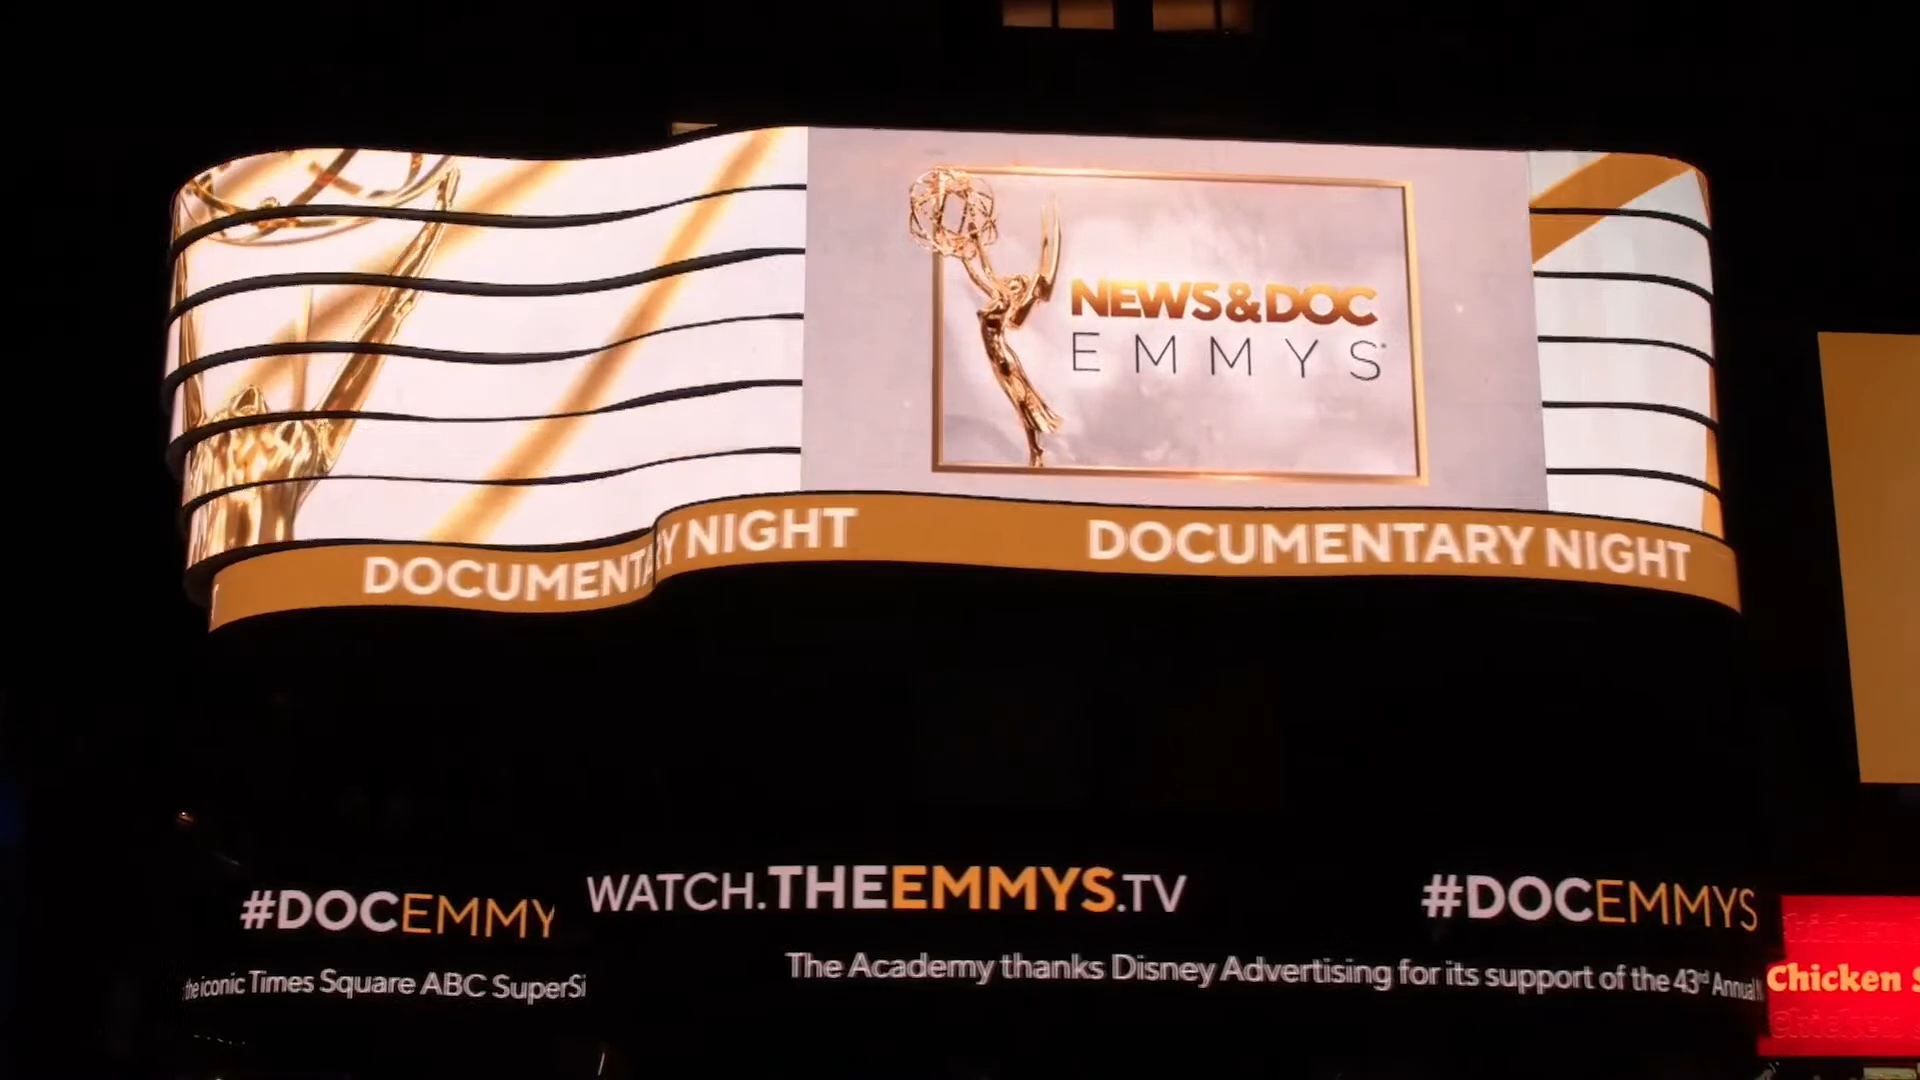 NEWS&DOC
EMMYS®
DOCUMENTARY NIGHT
DOCUMENTARY NIGHT
#DOCEMMY
WATCH.THEEMMYS.TV
#DOCEMMYS
the iconic Times Square ABC SuperSi
The Academy thanks Disney Advertising for its support of the 43rd Annual
Chicken S
Chicken